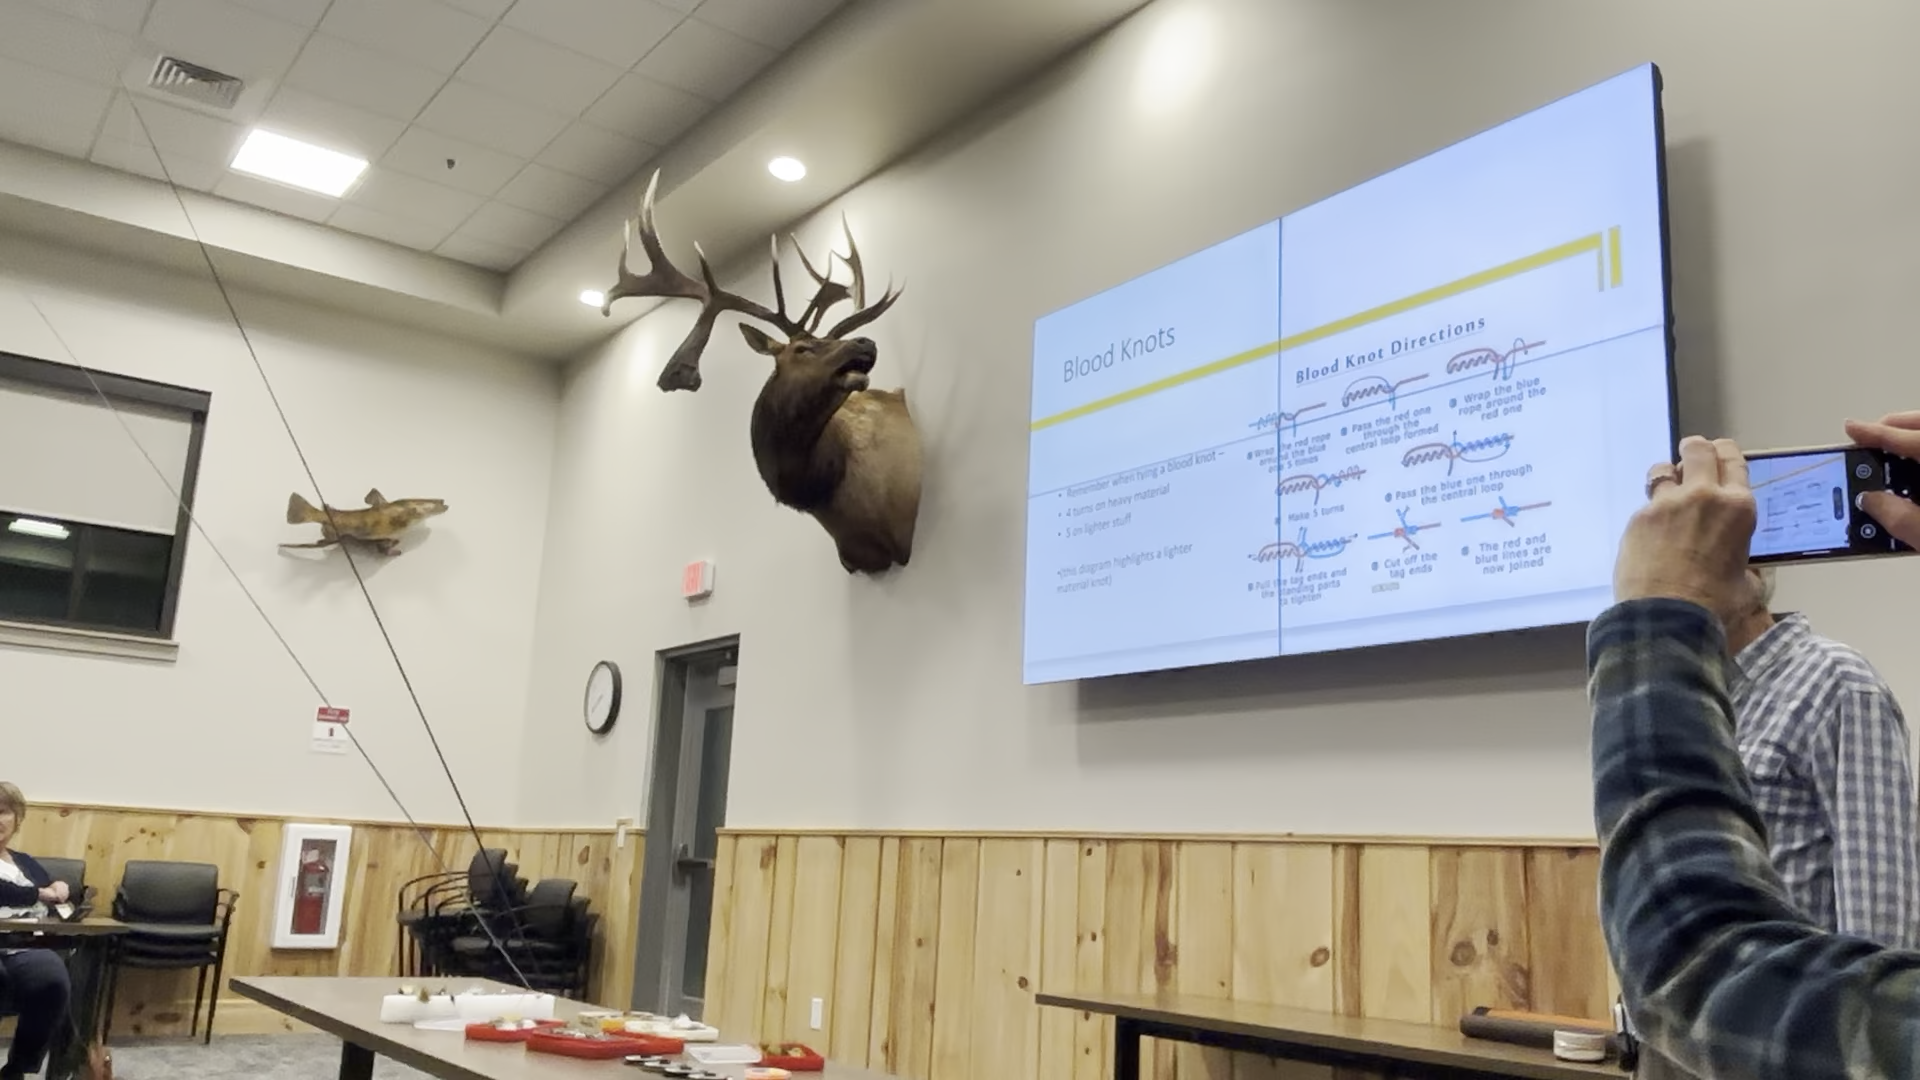 Blood Knots
Remember when tying a blood knot –
4 turns on heavy material
5 on lighter stuff
(this diagram highlights a lighter
material knot)
Blood Knot Directions
Wrap the red rope
around the blue
one 5 times
Pass the red one
through the
central loop formed
Wrap the blue
rope around the
red one
Make 5 turns
Pass the blue one through
the central loop
Pull the tag ends and
the standing parts
to tighten
Cut off the
tag ends
The red and
blue lines are
now joined
EXIT